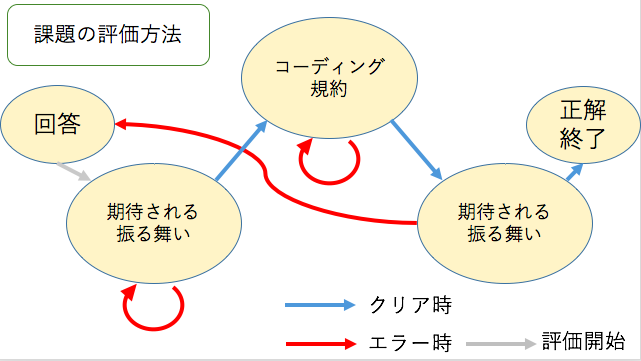 課題の評価方法
コーディング
規約
回答
正解
終了
期待される
振る舞い
期待される
振る舞い
クリア時
エラー時
評価開始